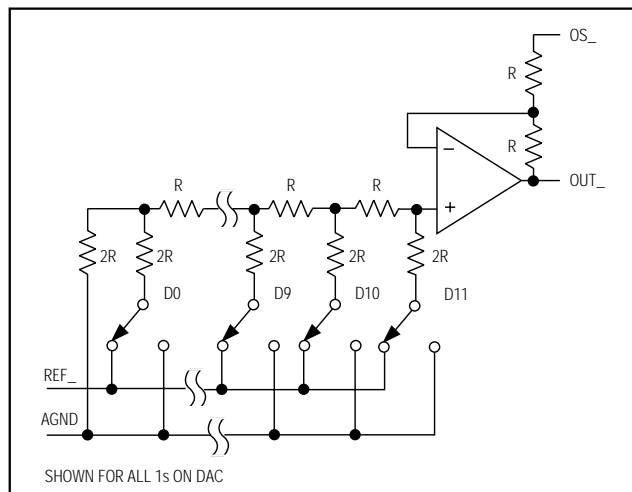 OS_
R
R
OUT_
−
+
R
R
R
2R
2R
2R
2R
2R
D0
D9
D10
D11
REF_
AGND
SHOWN FOR ALL 1s ON DAC